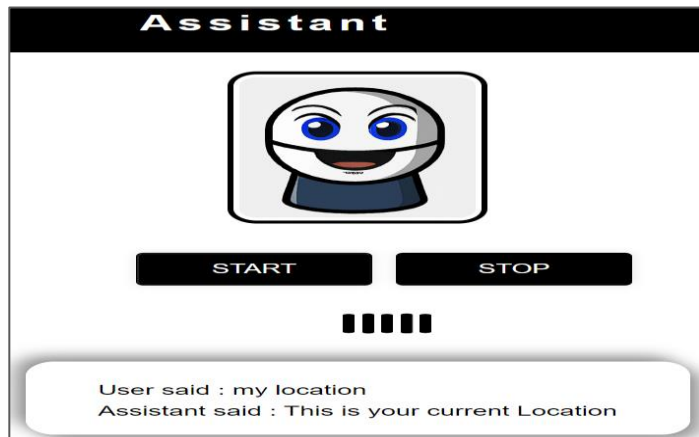 Assistant
START
STOP
User said : my location
Assistant said : This is your current Location